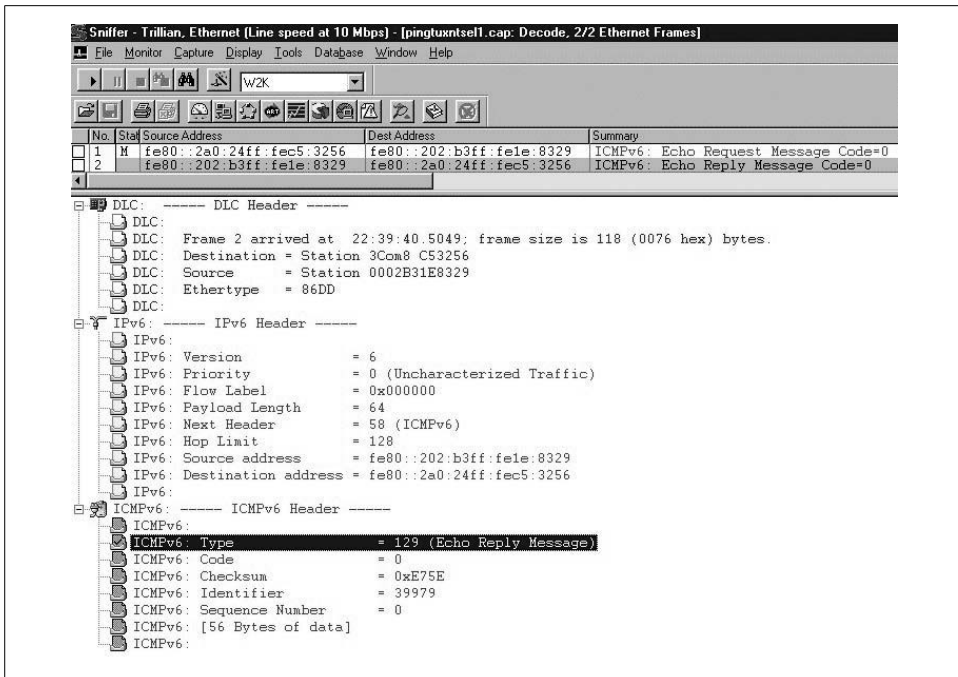 Sniffer - Trillian, Ethernet (Line speed at 10 Mbps) - [pingtuxntsel1.cap: Decode, 2/2 Ethernet Frames]
File Monitor Capture Display Tools Database Window Help
W2K
No. Stat Source Address Dest Address Summary
1 M fe80::2a0:24ff:fec5:3256 fe80::202:b3ff:fe1e:8329 ICMPv6: Echo Request Message Code=0
2 fe80::202:b3ff:fe1e:8329 fe80::2a0:24ff:fec5:3256 ICMPv6: Echo Reply Message Code=0
DLC: ----- DLC Header -----
DLC:
DLC: Frame 2 arrived at 22:39:40.5049; frame size is 118 (0076 hex) bytes.
DLC: Destination = Station 3Com8 C53256
DLC: Source = Station 0002B31E8329
DLC: Ethertype = 86DD
DLC:
IPv6: ----- IPv6 Header -----
IPv6:
IPv6: Version = 6
IPv6: Priority = 0 (Uncharacterized Traffic)
IPv6: Flow Label = 0x000000
IPv6: Payload Length = 64
IPv6: Next Header = 58 (ICMPv6)
IPv6: Hop Limit = 128
IPv6: Source address = fe80::202:b3ff:fe1e:8329
IPv6: Destination address = fe80::2a0:24ff:fec5:3256
IPv6:
ICMPv6: ----- ICMPv6 Header -----
ICMPv6:
ICMPv6: Type = 129 (Echo Reply Message)
ICMPv6: Code = 0
ICMPv6: Checksum = 0xE75E
ICMPv6: Identifier = 39979
ICMPv6: Sequence Number = 0
ICMPv6: [56 Bytes of data]
ICMPv6: